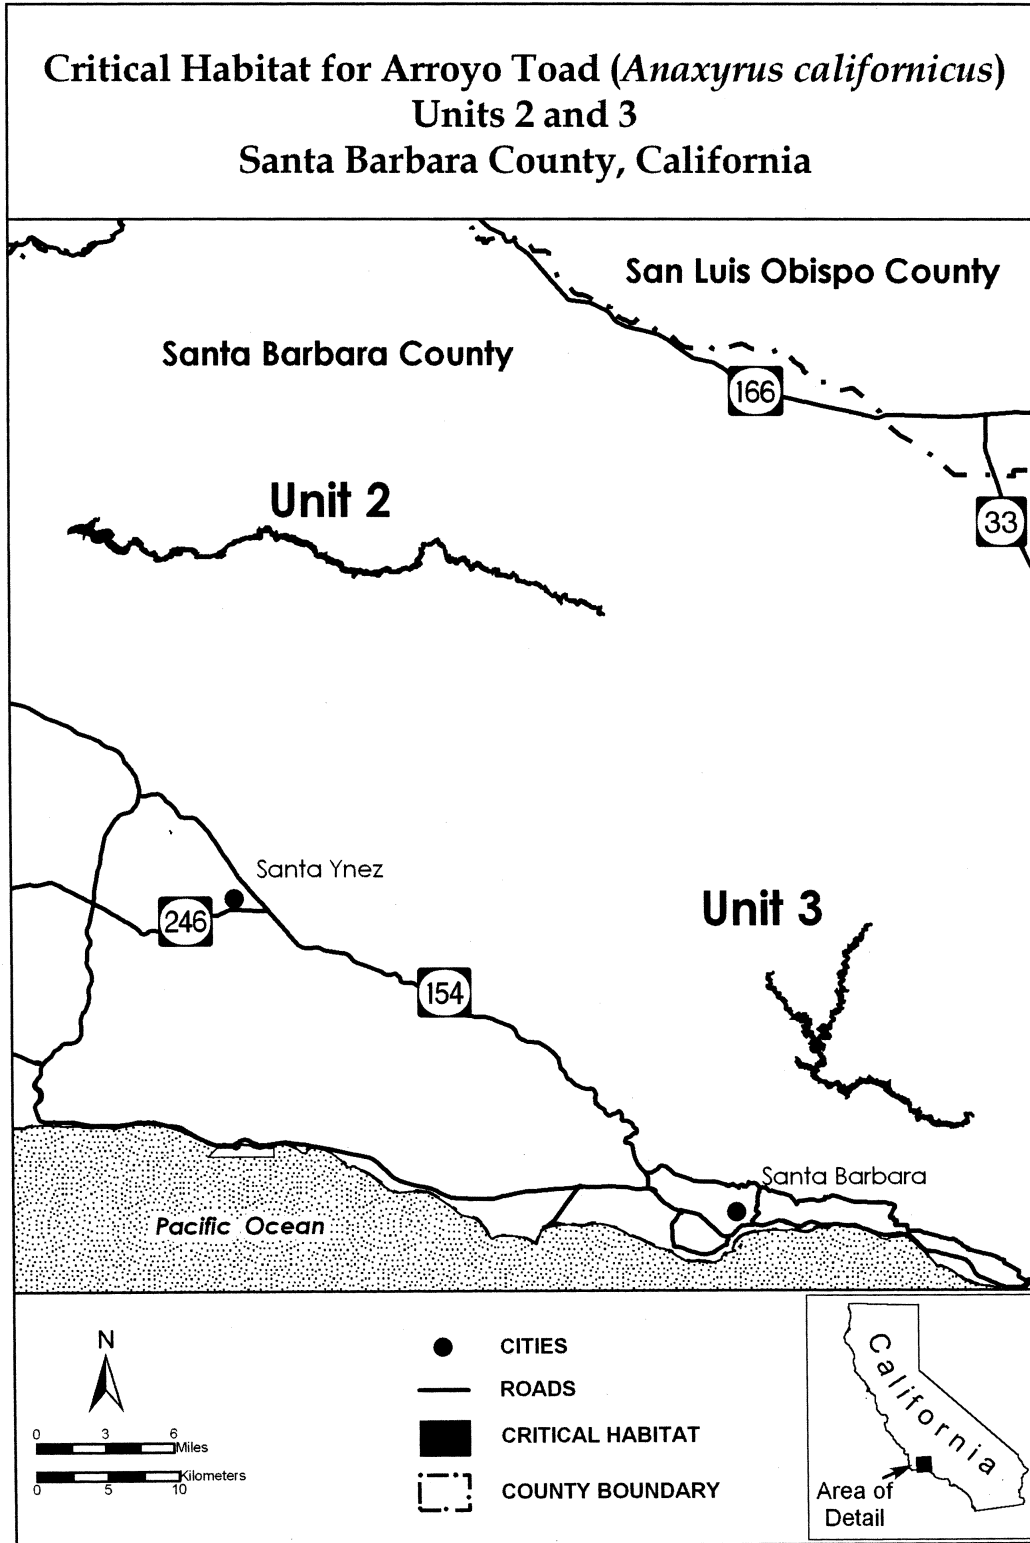 Critical Habitat for Arroyo Toad (Anaxyrus californicus)
Units 2 and 3
Santa Barbara County, California
San Luis Obispo County
Santa Barbara County
166
Unit 2
33
Santa Ynez
246
Unit 3
154
Santa Barbara
Pacific Ocean
N
0 3 6
Miles
Kilometers
0 5 10
CITIES
ROADS
CRITICAL HABITAT
COUNTY BOUNDARY
California
Area of
Detail